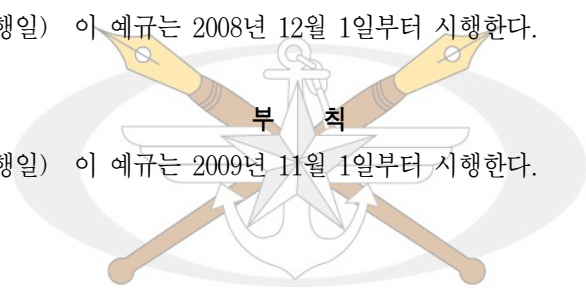 행일) 이 예규는 2008년 12월 1일부터 시행한다.
부 칙
행일) 이 예규는 2009년 11월 1일부터 시행한다.